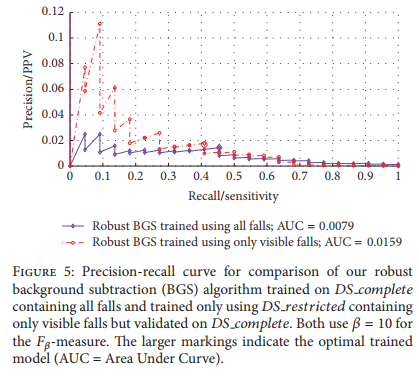 0.12
0.1
0.08
0.06
0.04
0.02
0
Precision/PPV
0 0.1 0.2 0.3 0.4 0.5 0.6 0.7 0.8 0.9 1
Recall/sensitivity
Robust BGS trained using all falls; AUC = 0.0079
Robust BGS trained using only visible falls; AUC = 0.0159
Figure 5: Precision-recall curve for comparison of our robust
background subtraction (BGS) algorithm trained on DS_complete
containing all falls and trained only using DS_restricted containing
only visible falls but validated on DS_complete. Both use β = 10 for
the Fβ-measure. The larger markings indicate the optimal trained
model (AUC = Area Under Curve).